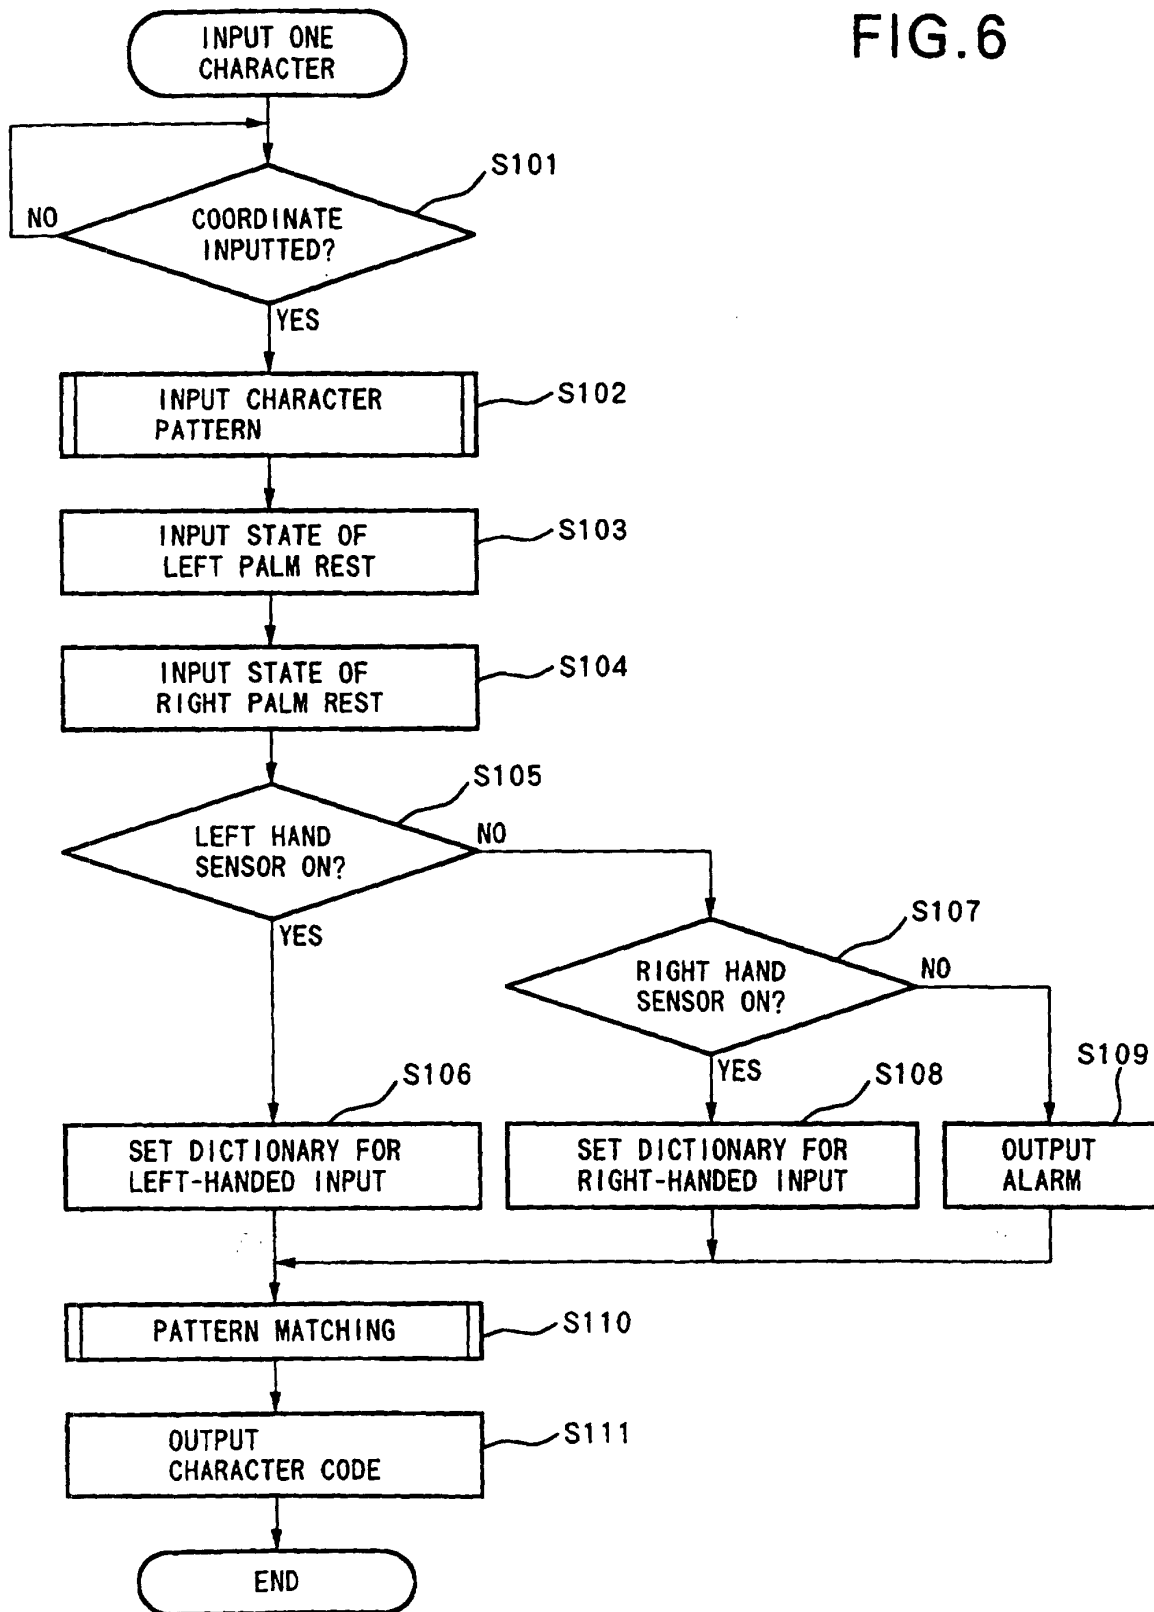 FIG.6
INPUT ONE
CHARACTER
S101
NO
COORDINATE
INPUTTED?
YES
INPUT CHARACTER
PATTERN
S102
INPUT STATE OF
LEFT PALM REST
S103
INPUT STATE OF
RIGHT PALM REST
S104
S105
LEFT HAND
SENSOR ON?
NO
YES
S107
RIGHT HAND
SENSOR ON?
NO
YES
S106
S108
S109
SET DICTIONARY FOR
LEFT-HANDED INPUT
SET DICTIONARY FOR
RIGHT-HANDED INPUT
OUTPUT
ALARM
PATTERN MATCHING
S110
OUTPUT
CHARACTER CODE
S111
END